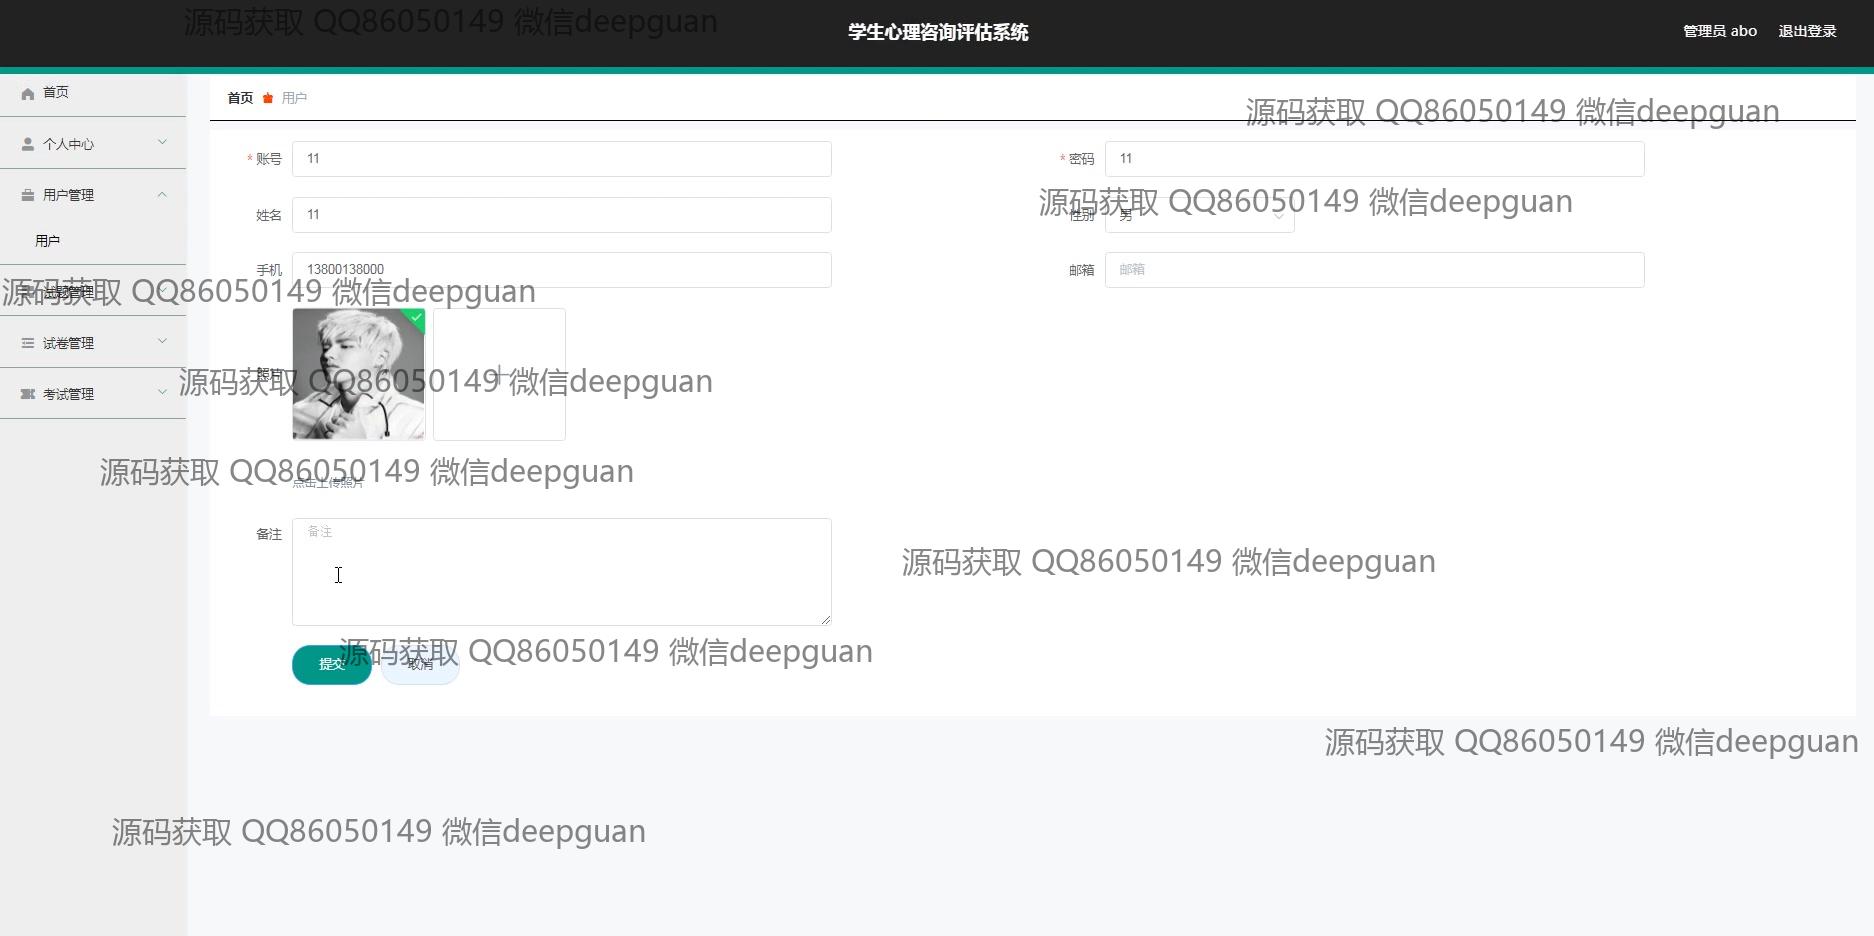 源码获取 QQ86050149 微信deepguan
学生心理咨询评估系统
管理员 abo
退出登录
首页
首页 用户
源码获取 QQ86050149 微信deepguan
个人中心
* 账号 11
* 密码 11
用户管理
源码获取 QQ86050149 微信deepguan
姓名 11
性别 男
用户
手机 13800138000
邮箱 邮箱
试题管理
源码获取 QQ86050149 微信deepguan
试卷管理
照片
源码获取 QQ86050149 微信deepguan
考试管理
源码获取 QQ86050149 微信deepguan
点击上传照片
备注 备注
源码获取 QQ86050149 微信deepguan
源码获取 QQ86050149 微信deepguan
提交 取消
源码获取 QQ86050149 微信deepguan
源码获取 QQ86050149 微信deepguan